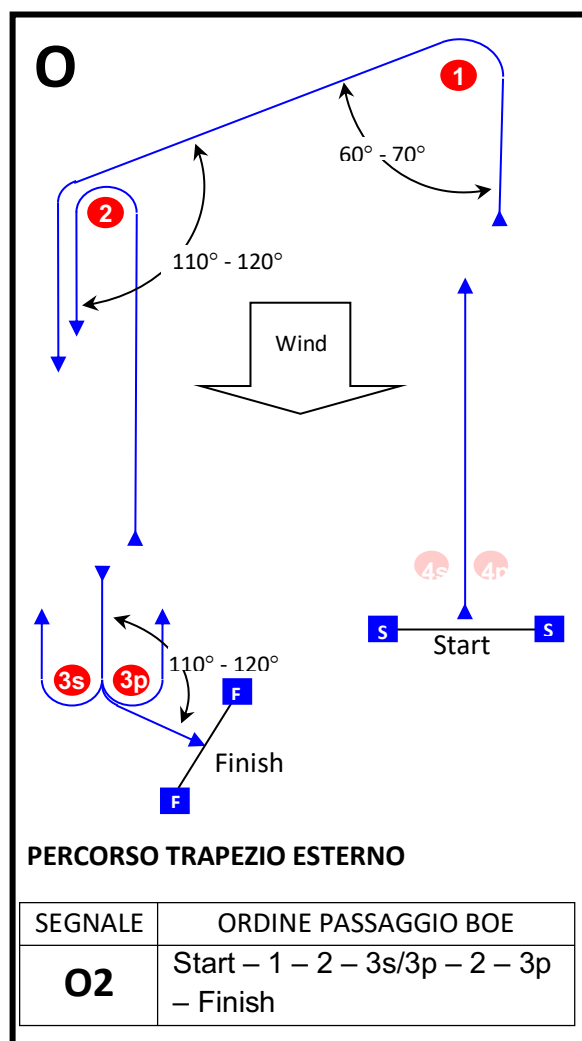 O
1
60° - 70°
2
110° - 120°
Wind
4s 4p
S S
Start
3s 3p
110° - 120°
F
Finish
F
PERCORSO TRAPEZIO ESTERNO
SEGNALE ORDINE PASSAGGIO BOE
O2 Start – 1 – 2 – 3s/3p – 2 – 3p
– Finish